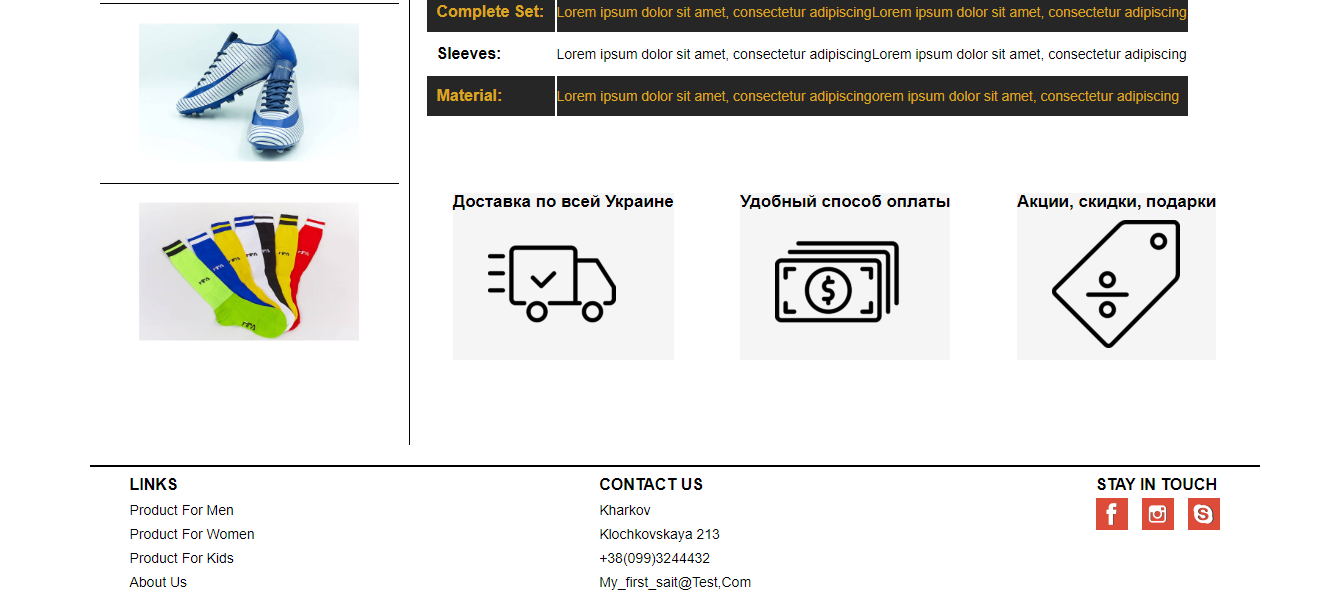 Complete Set: Lorem ipsum dolor sit amet, consectetur adipiscingLorem ipsum dolor sit amet, consectetur adipiscing
Sleeves: Lorem ipsum dolor sit amet, consectetur adipiscingLorem ipsum dolor sit amet, consectetur adipiscing
Material: Lorem ipsum dolor sit amet, consectetur adipiscingorem ipsum dolor sit amet, consectetur adipiscing
Доставка по всей Украине
Удобный способ оплаты
Акции, скидки, подарки
LINKS
Product For Men
Product For Women
Product For Kids
About Us
CONTACT US
Kharkov
Klochkovskaya 213
+38(099)3244432
My_first_sait@Test,Com
STAY IN TOUCH